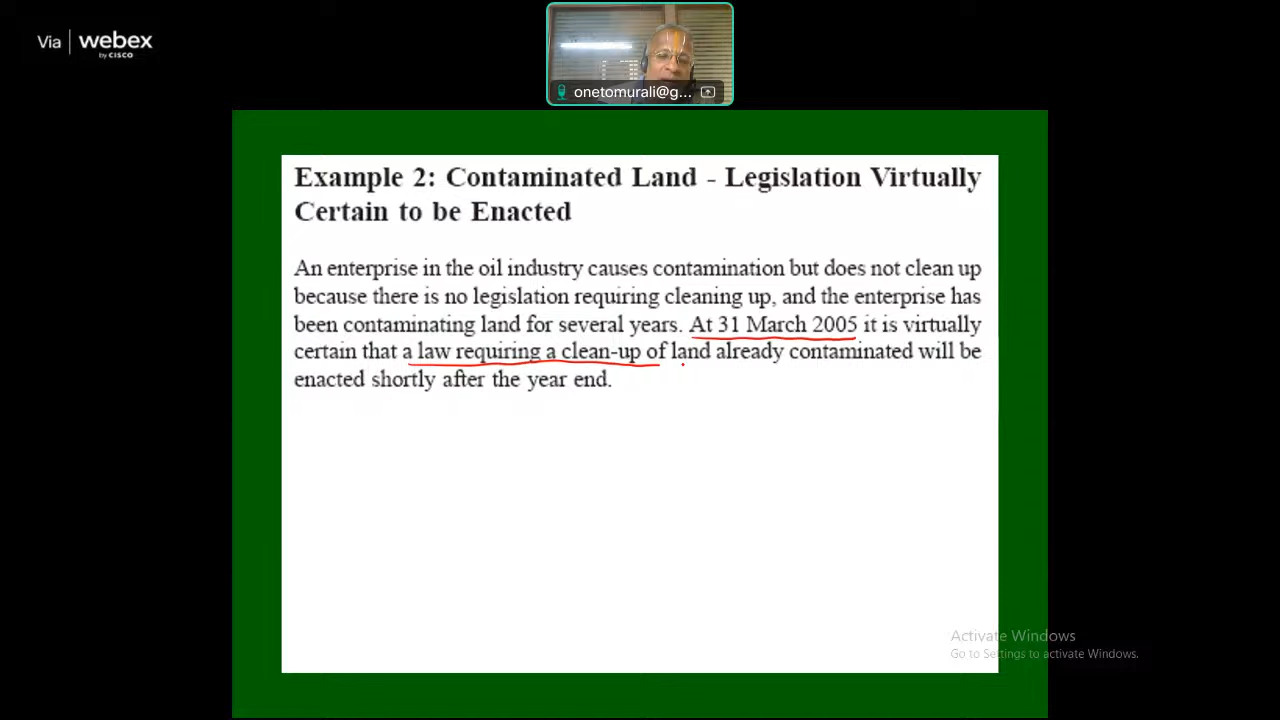 Via | webex
by CISCO
onetomurali@g...
Example 2: Contaminated Land - Legislation Virtually
Certain to be Enacted
An enterprise in the oil industry causes contamination but does not clean up
because there is no legislation requiring cleaning up, and the enterprise has
been contaminating land for several years. At 31 March 2005 it is virtually
certain that a law requiring a clean-up of land already contaminated will be
enacted shortly after the year end.
Activate Windows
Go to Settings to activate Windows.